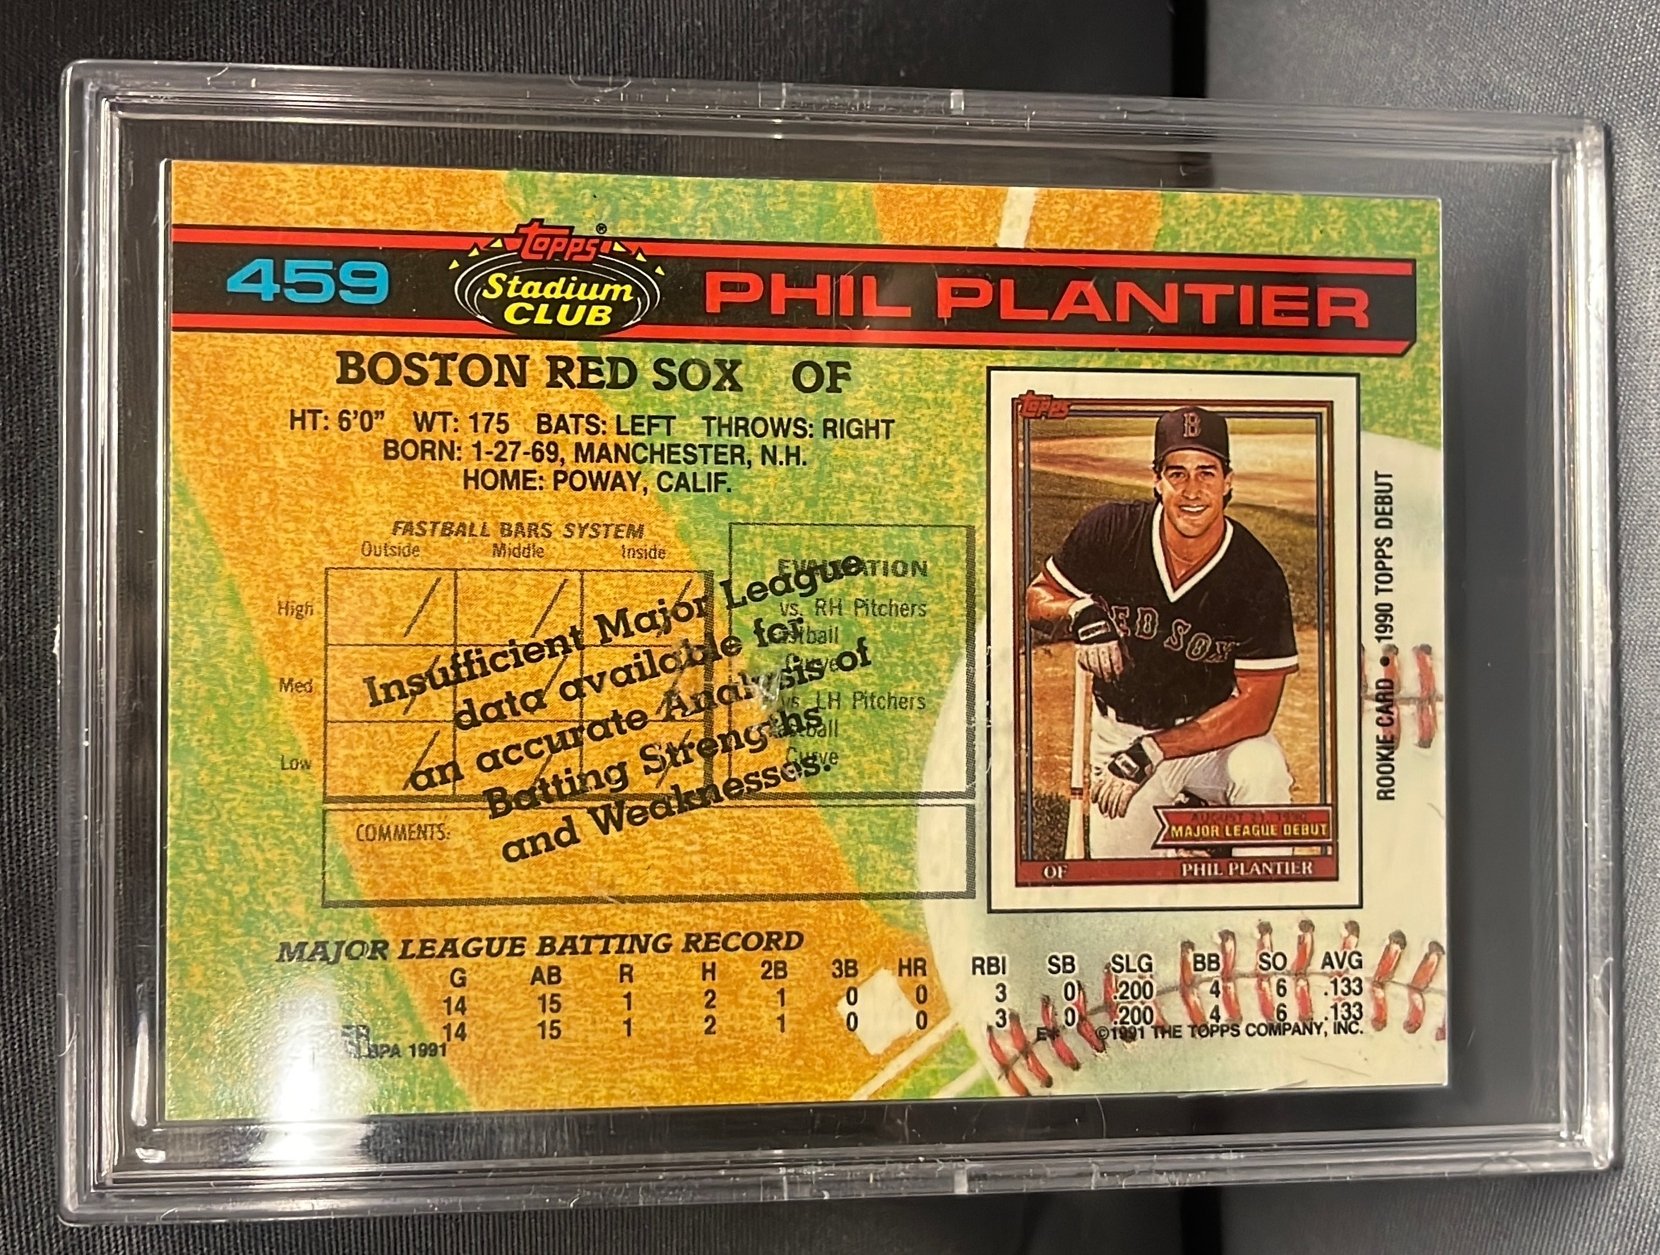 459 Topps® Stadium CLUB PHIL PLANTIER
BOSTON RED SOX OF
HT: 6'0" WT: 175 BATS: LEFT THROWS: RIGHT
BORN: 1-27-69, MANCHESTER, N.H.
HOME: POWAY, CALIF.
FASTBALL BARS SYSTEM
Outside Middle Inside
High
Med
Low
COMMENTS:
EVALUATION
vs. RH Pitchers
Fastball
Curve
vs. LH Pitchers
Fastball
Curve
Insufficient Major League
data available for
an accurate Analysis of
Batting Strengths
and Weaknesses.
Topps
B
RED SOX
MAJOR LEAGUE DEBUT
OF PHIL PLANTIER
ROOKIE CARD • 1990 TOPPS DEBUT
MAJOR LEAGUE BATTING RECORD
G AB R H 2B 3B HR RBI SB SLG BB SO AVG
14 15 1 2 1 0 0 3 0 .200 4 6 .133
14 15 1 2 1 0 0 3 0 .200 4 6 .133
1991 E* ©1991 THE TOPPS COMPANY, INC.